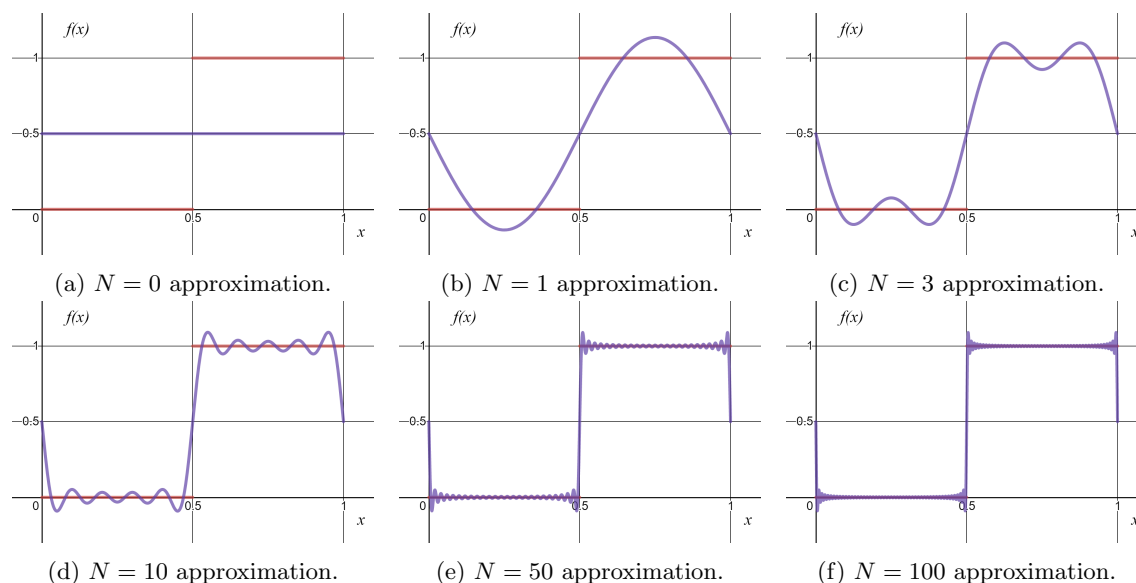 f(x) f(x) f(x)
1 1 1
0.5 0.5 0.5
0 0.5 1 0 0.5 1 0 0.5 1
x x x
(a) N = 0 approximation. (b) N = 1 approximation. (c) N = 3 approximation.
f(x) f(x) f(x)
1 1 1
0.5 0.5 0.5
0 0.5 1 0 0.5 1 0 0.5 1
x x x
(d) N = 10 approximation. (e) N = 50 approximation. (f) N = 100 approximation.